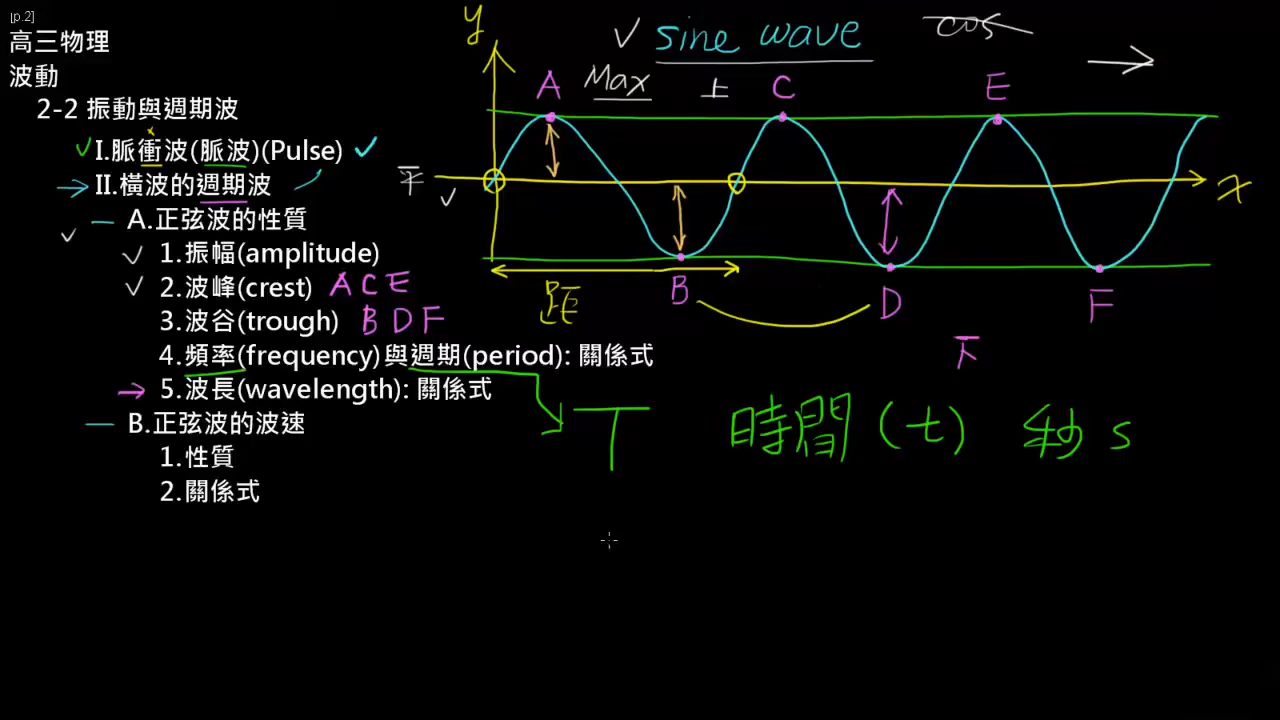 [p.2]
高三物理
波動
2-2 振動與週期波
I.脈衝波(脈波)(Pulse)
II.橫波的週期波
A.正弦波的性質
1.振幅(amplitude)
2.波峰(crest) A C E
3.波谷(trough) B D F
4.頻率(frequency)與週期(period): 關係式
5.波長(wavelength): 關係式
B.正弦波的波速
1.性質
2.關係式
y
sine wave cos
Max 上
A C E
平
x
B D F
距
下
T 時間(t) 秒 s